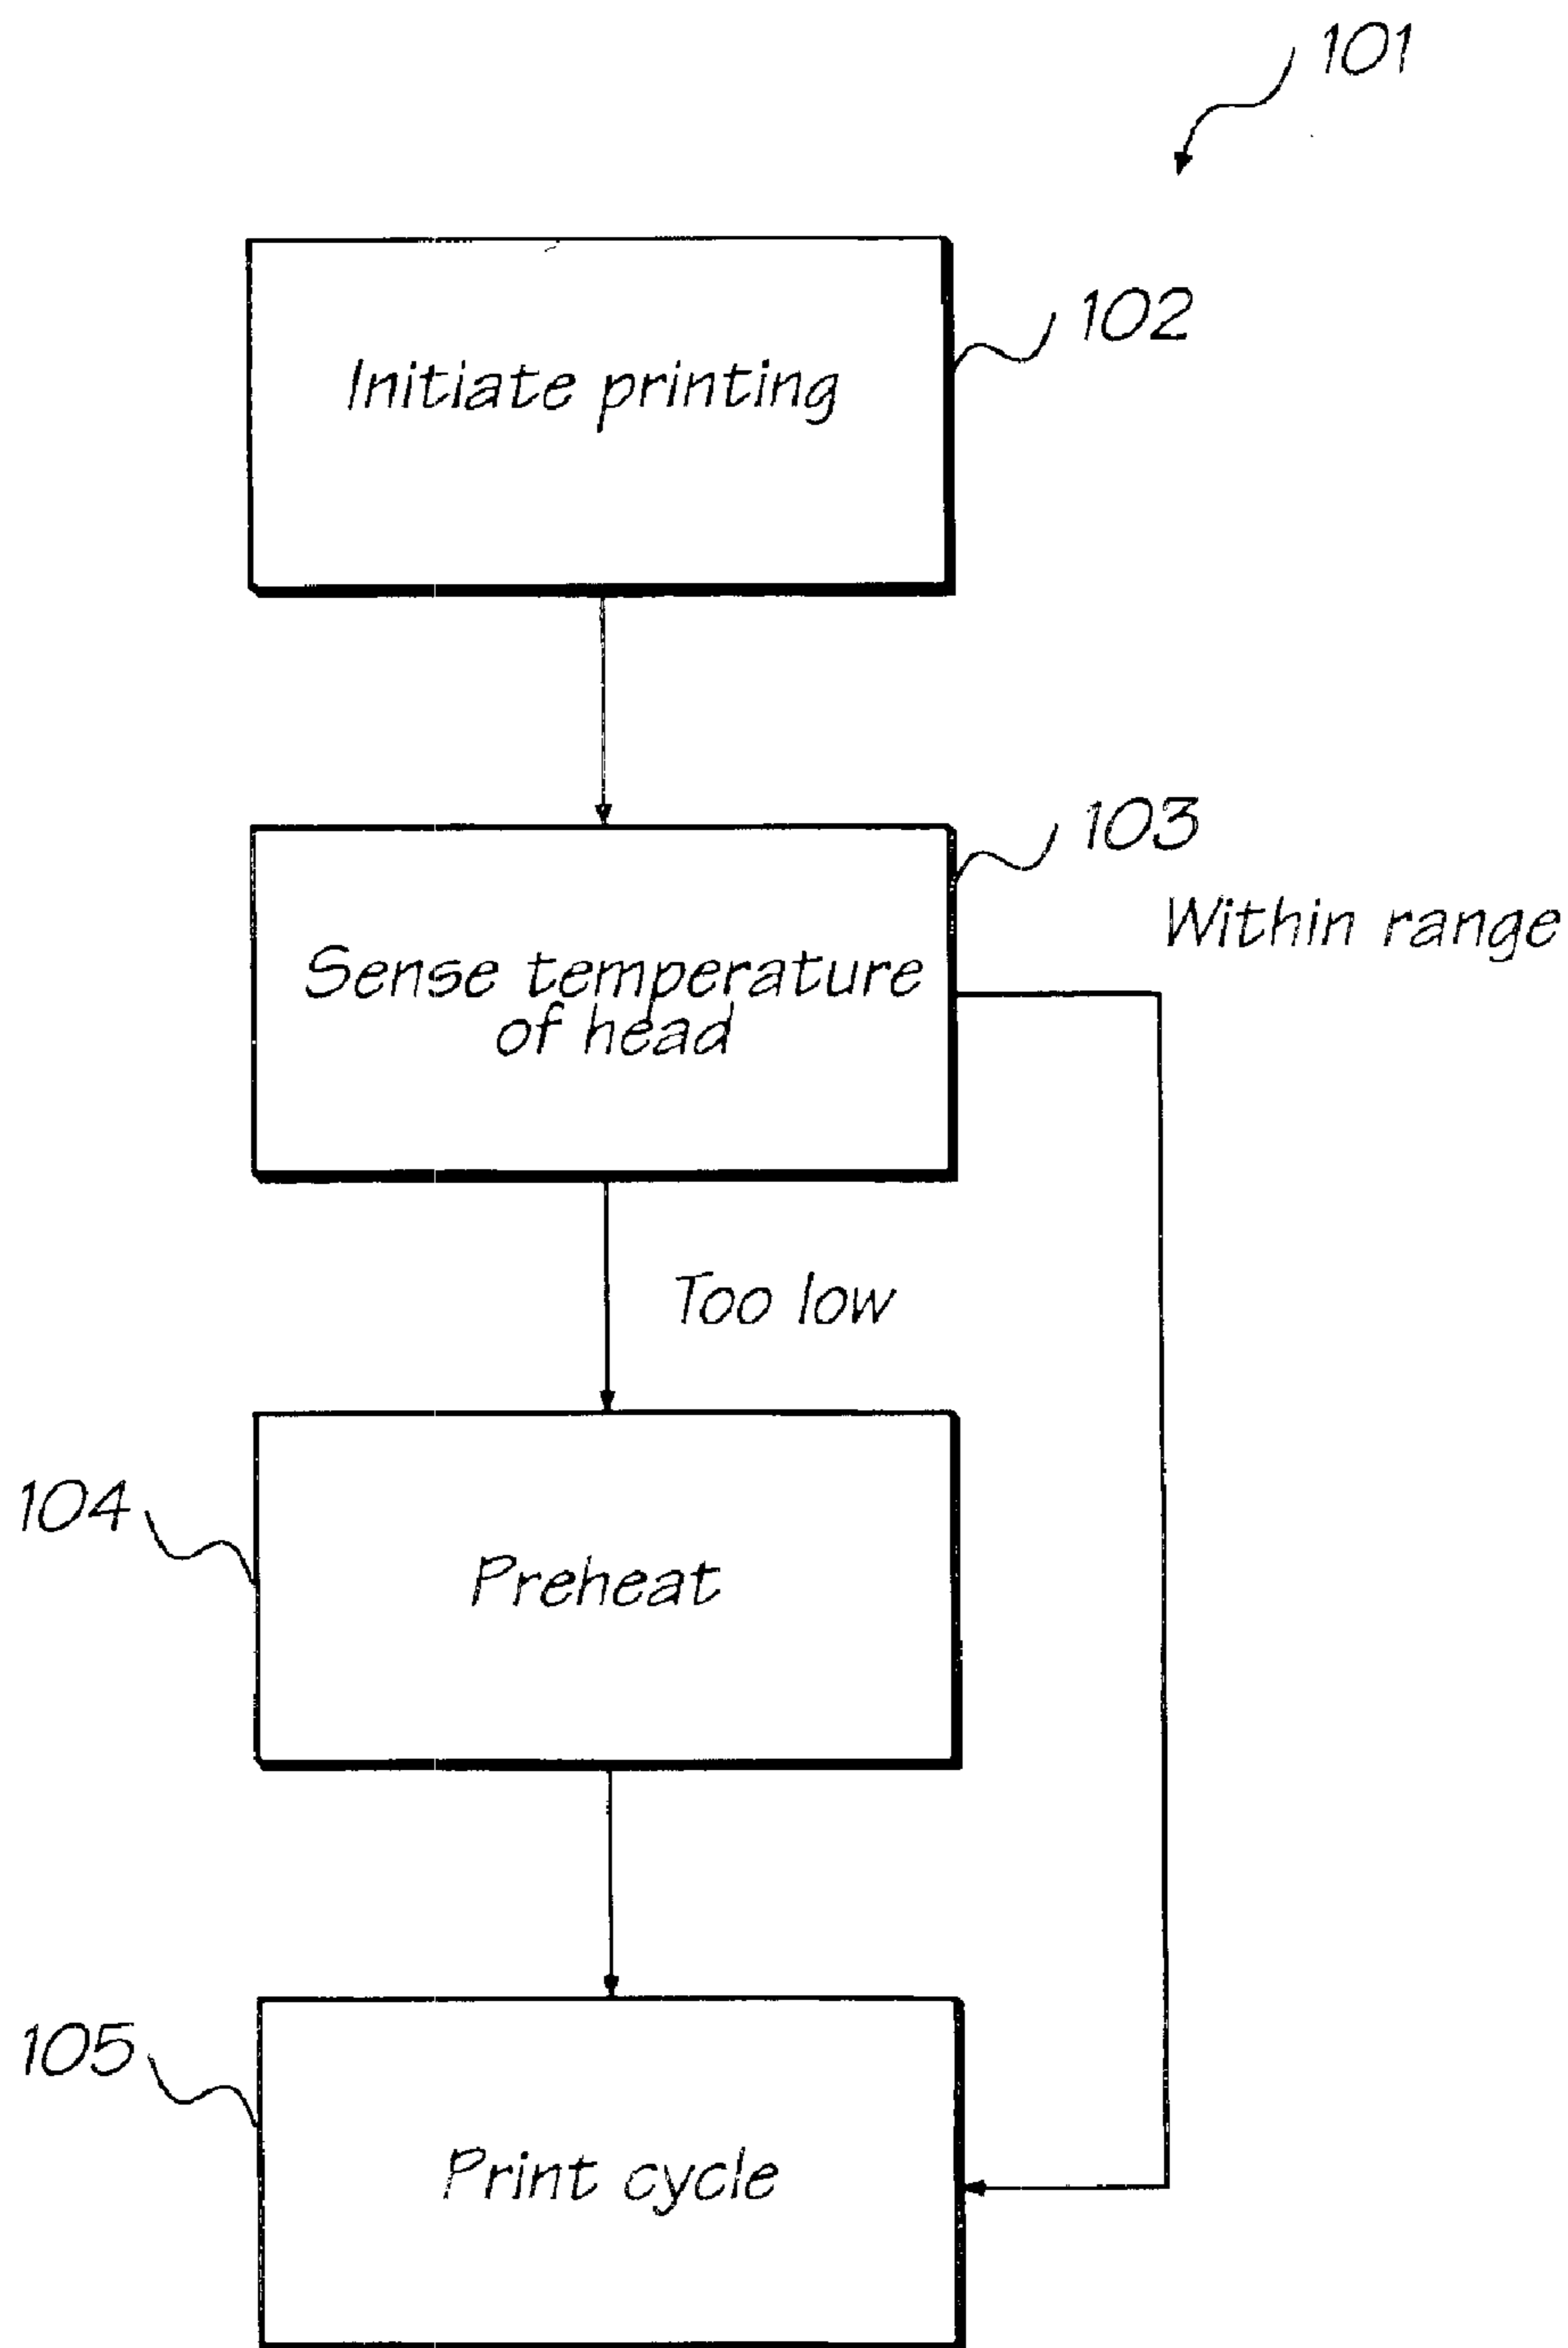 101
Initiate printing
102
103
Within range
Sense temperature
of head
Too low
104
Preheat
105
Print cycle